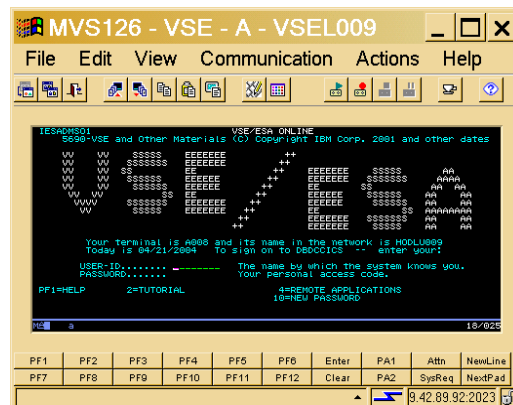 MVS126 - VSE - A - VSEL009
File Edit View Communication Actions Help
IESADMSO1 VSE/ESA ONLINE
5690-VSE and Other Materials (C) Copyright IBM Corp. 2001 and other dates
VSE/ESA
Your terminal is A008 and its name in the network is HODLU009
Today is 04/21/2004 To sign on to DBDCCICS -- enter your:
USER-ID........ The name by which the system knows you.
PASSWORD....... Your personal access code.
PF1=HELP 2=TUTORIAL 4=REMOTE APPLICATIONS
10=NEW PASSWORD
a 18/025
PF1 PF2 PF3 PF4 PF5 PF6 Enter PA1 Attn NewLine
PF7 PF8 PF9 PF10 PF11 PF12 Clear PA2 SysReq NextPad
9.42.89.92:2023